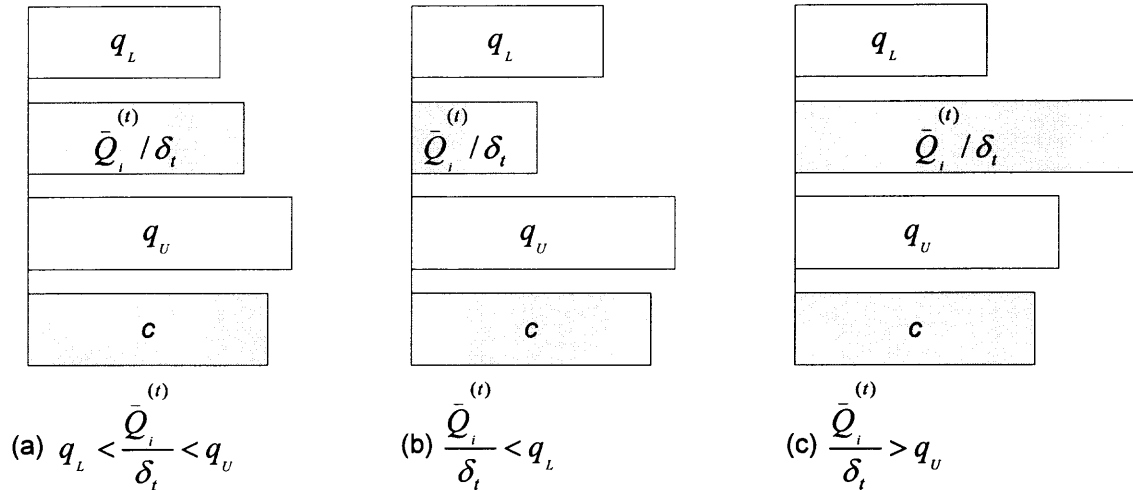 q_L q_L q_L
Q̄_i^(t) / δ_t Q̄_i^(t) / δ_t Q̄_i^(t) / δ_t
q_U q_U q_U
c c c
(a) q_L < Q̄_i^(t) / δ_t < q_U (b) Q̄_i^(t) / δ_t < q_L (c) Q̄_i^(t) / δ_t > q_U